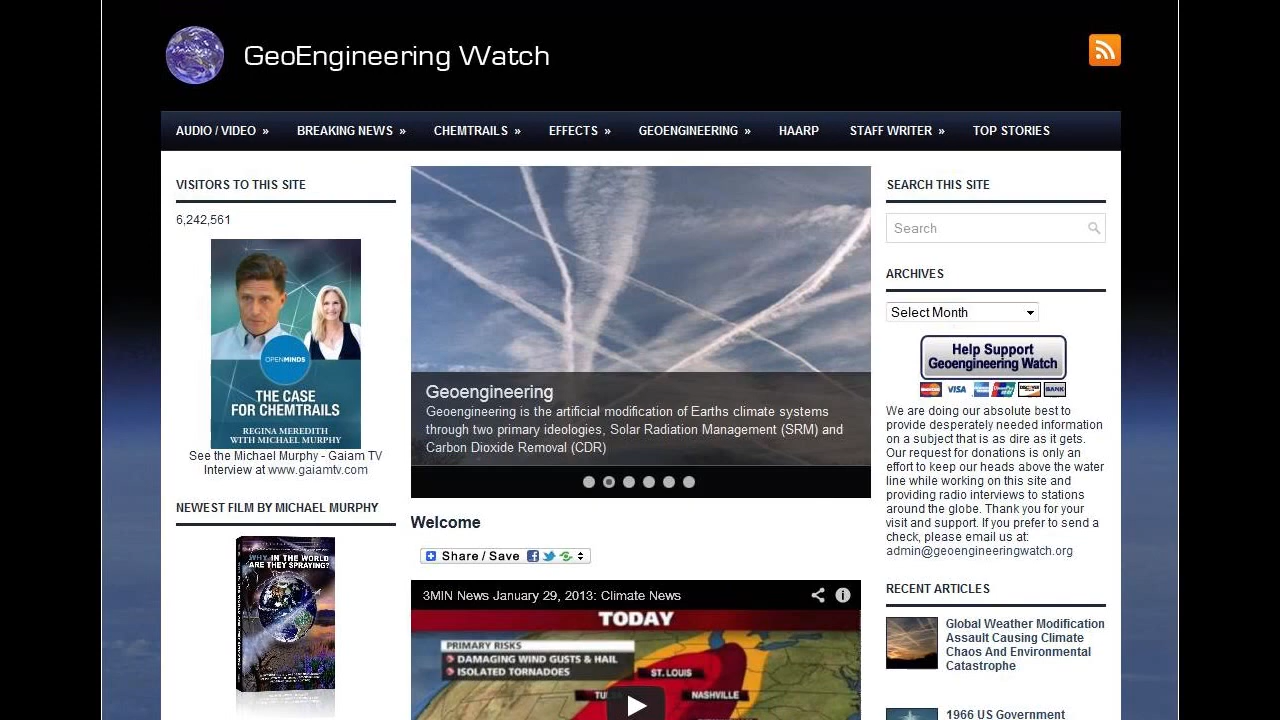 GeoEngineering Watch
AUDIO / VIDEO »
BREAKING NEWS »
CHEMTRAILS »
EFFECTS »
GEOENGINEERING »
HAARP
STAFF WRITER »
TOP STORIES
VISITORS TO THIS SITE
6,242,561
OPENMINDS
THE CASE
FOR CHEMTRAILS
REGINA MEREDITH
WITH MICHAEL MURPHY
See the Michael Murphy - Gaiam TV
Interview at www.gaiamtv.com
NEWEST FILM BY MICHAEL MURPHY
WHY IN THE WORLD
ARE THEY SPRAYING?
Geoengineering
Geoengineering is the artificial modification of Earths climate systems
through two primary ideologies, Solar Radiation Management (SRM) and
Carbon Dioxide Removal (CDR)
Welcome
Share / Save
3MIN News January 29, 2013: Climate News
TODAY
PRIMARY RISKS
DAMAGING WIND GUSTS & HAIL
ISOLATED TORNADOES
ST. LOUIS
NASHVILLE
SEARCH THIS SITE
Search
ARCHIVES
Select Month
Help Support
Geoengineering Watch
VISA
BANK
We are doing our absolute best to
provide desperately needed information
on a subject that is as dire as it gets.
Our request for donations is only an
effort to keep our heads above the water
line while working on this site and
providing radio interviews to stations
around the globe. Thank you for your
visit and support. If you prefer to send a
check, please email us at:
admin@geoengineeringwatch.org
RECENT ARTICLES
Global Weather Modification
Assault Causing Climate
Chaos And Environmental
Catastrophe
1966 US Government